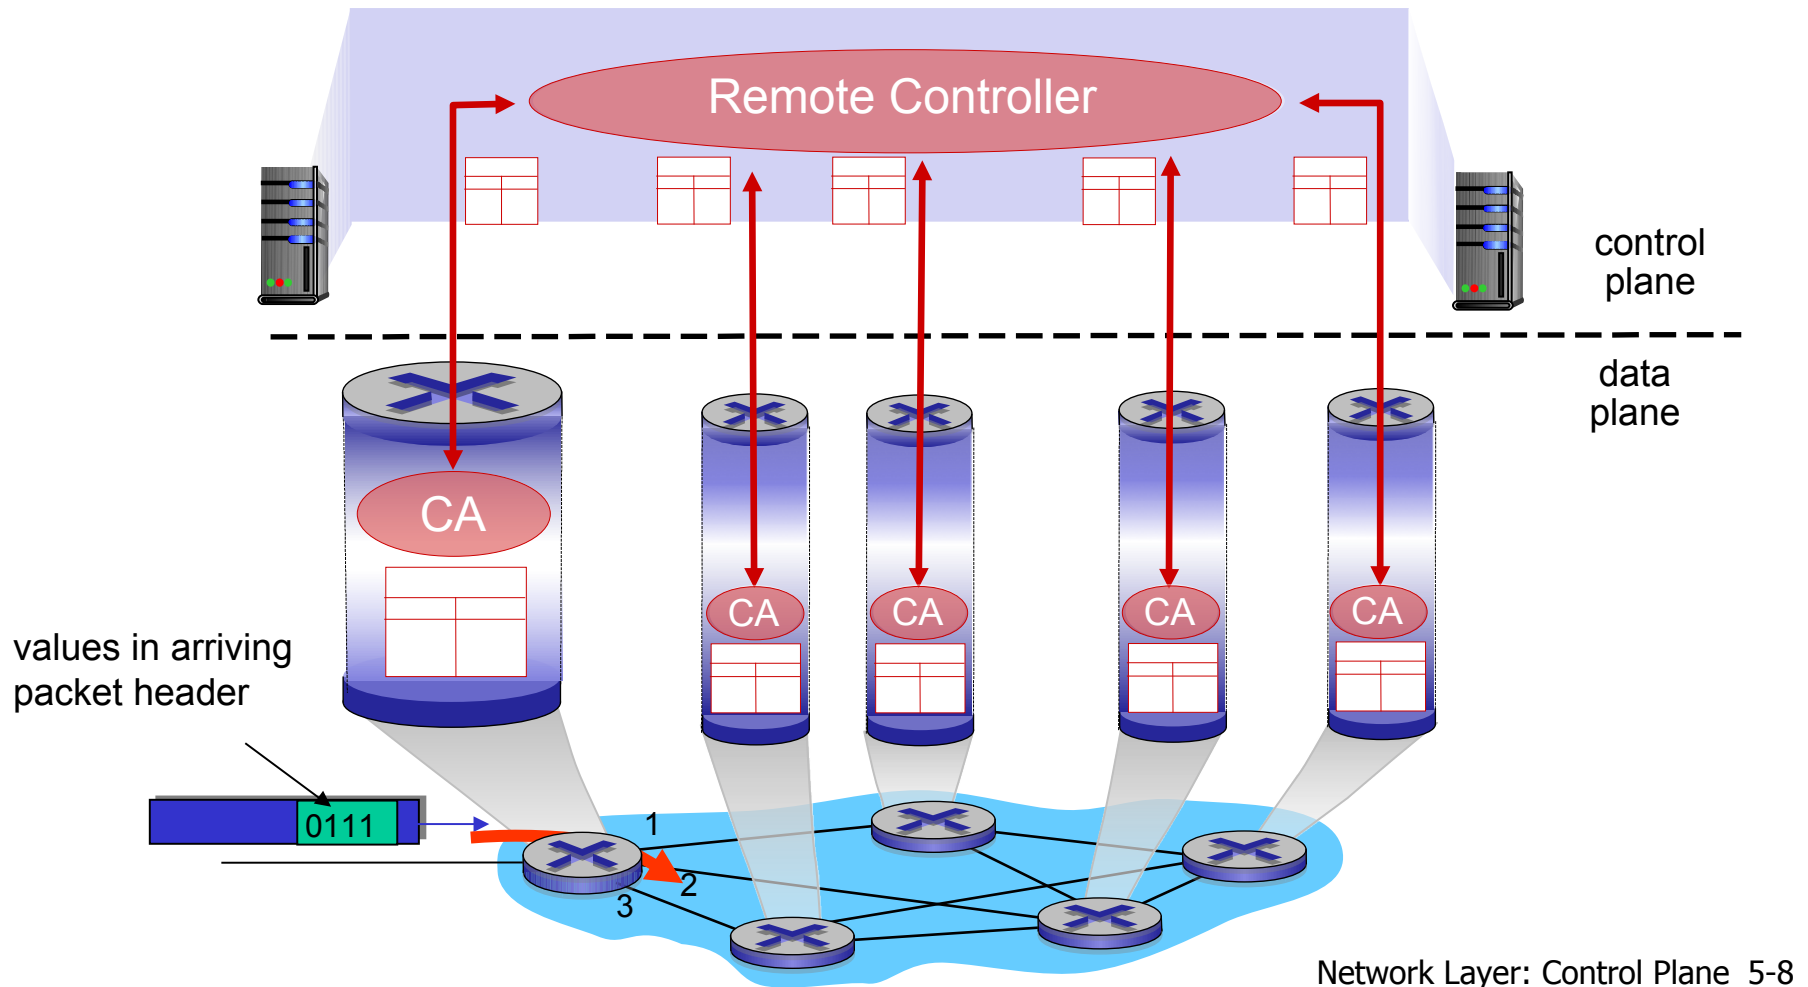 Remote Controller
control
plane
data
plane
CA
CA
CA
CA
CA
values in arriving
packet header
0111
1
2
3
Network Layer: Control Plane 5-8